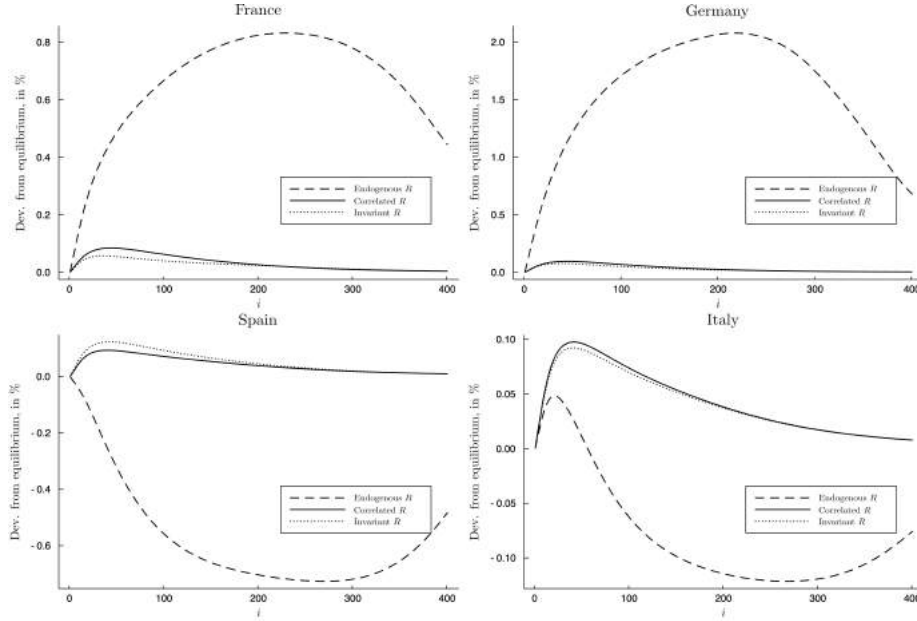 France
Dev. from equilibrium, in %
0.8
0.6
0.4
0.2
0.0
Endogenous R
Correlated R
Invariant R
0
100
200
300
400
i
Germany
Dev. from equilibrium, in %
2.0
1.5
1.0
0.5
0.0
Endogenous R
Correlated R
Invariant R
0
100
200
300
400
i
Spain
Dev. from equilibrium, in %
0.0
-0.2
-0.4
-0.6
Endogenous R
Correlated R
Invariant R
0
100
200
300
400
i
Italy
Dev. from equilibrium, in %
0.10
0.05
0.00
-0.05
-0.10
Endogenous R
Correlated R
Invariant R
0
100
200
300
400
i